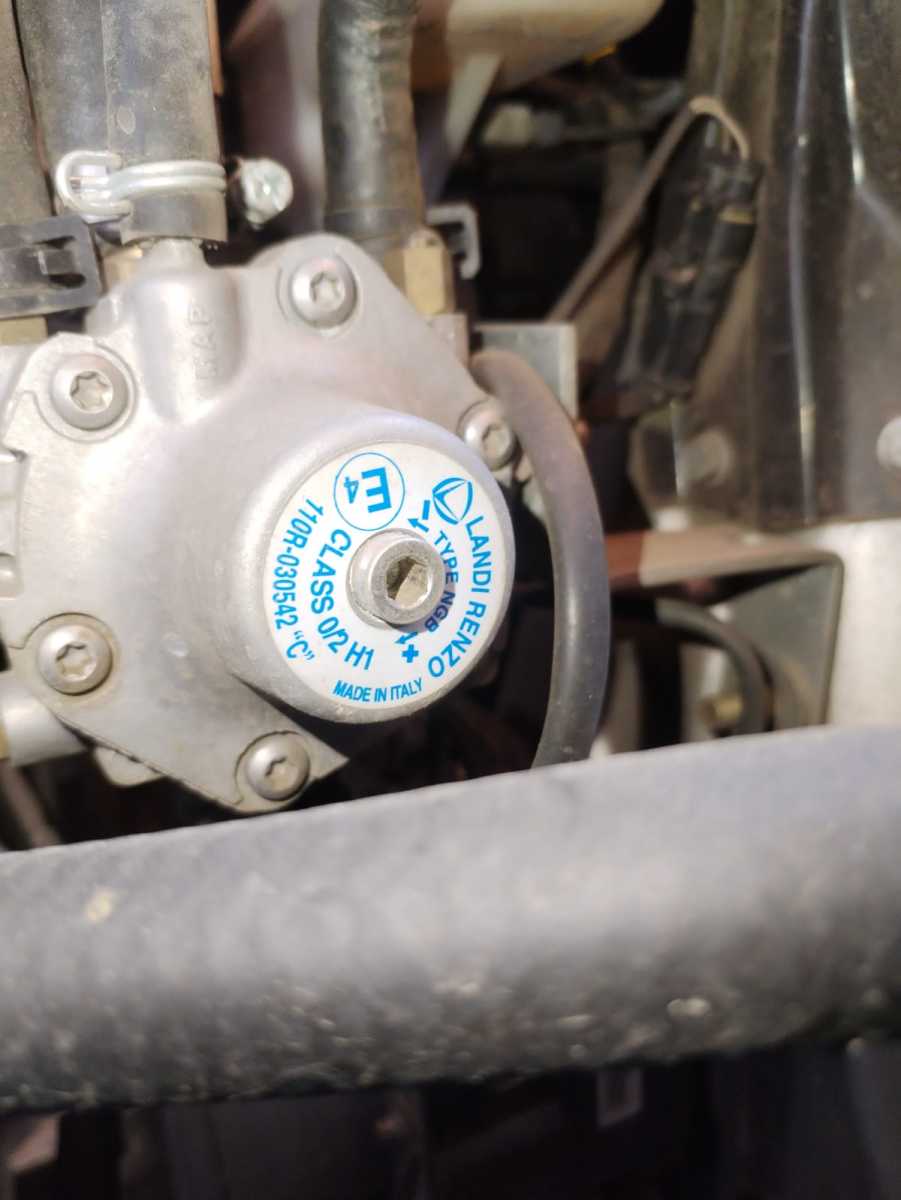 LANDI RENZO
TYPE NGB
- +
E4
CLASS 0/2 H1
110R-030542 "C"
MADE IN ITALY
MAP